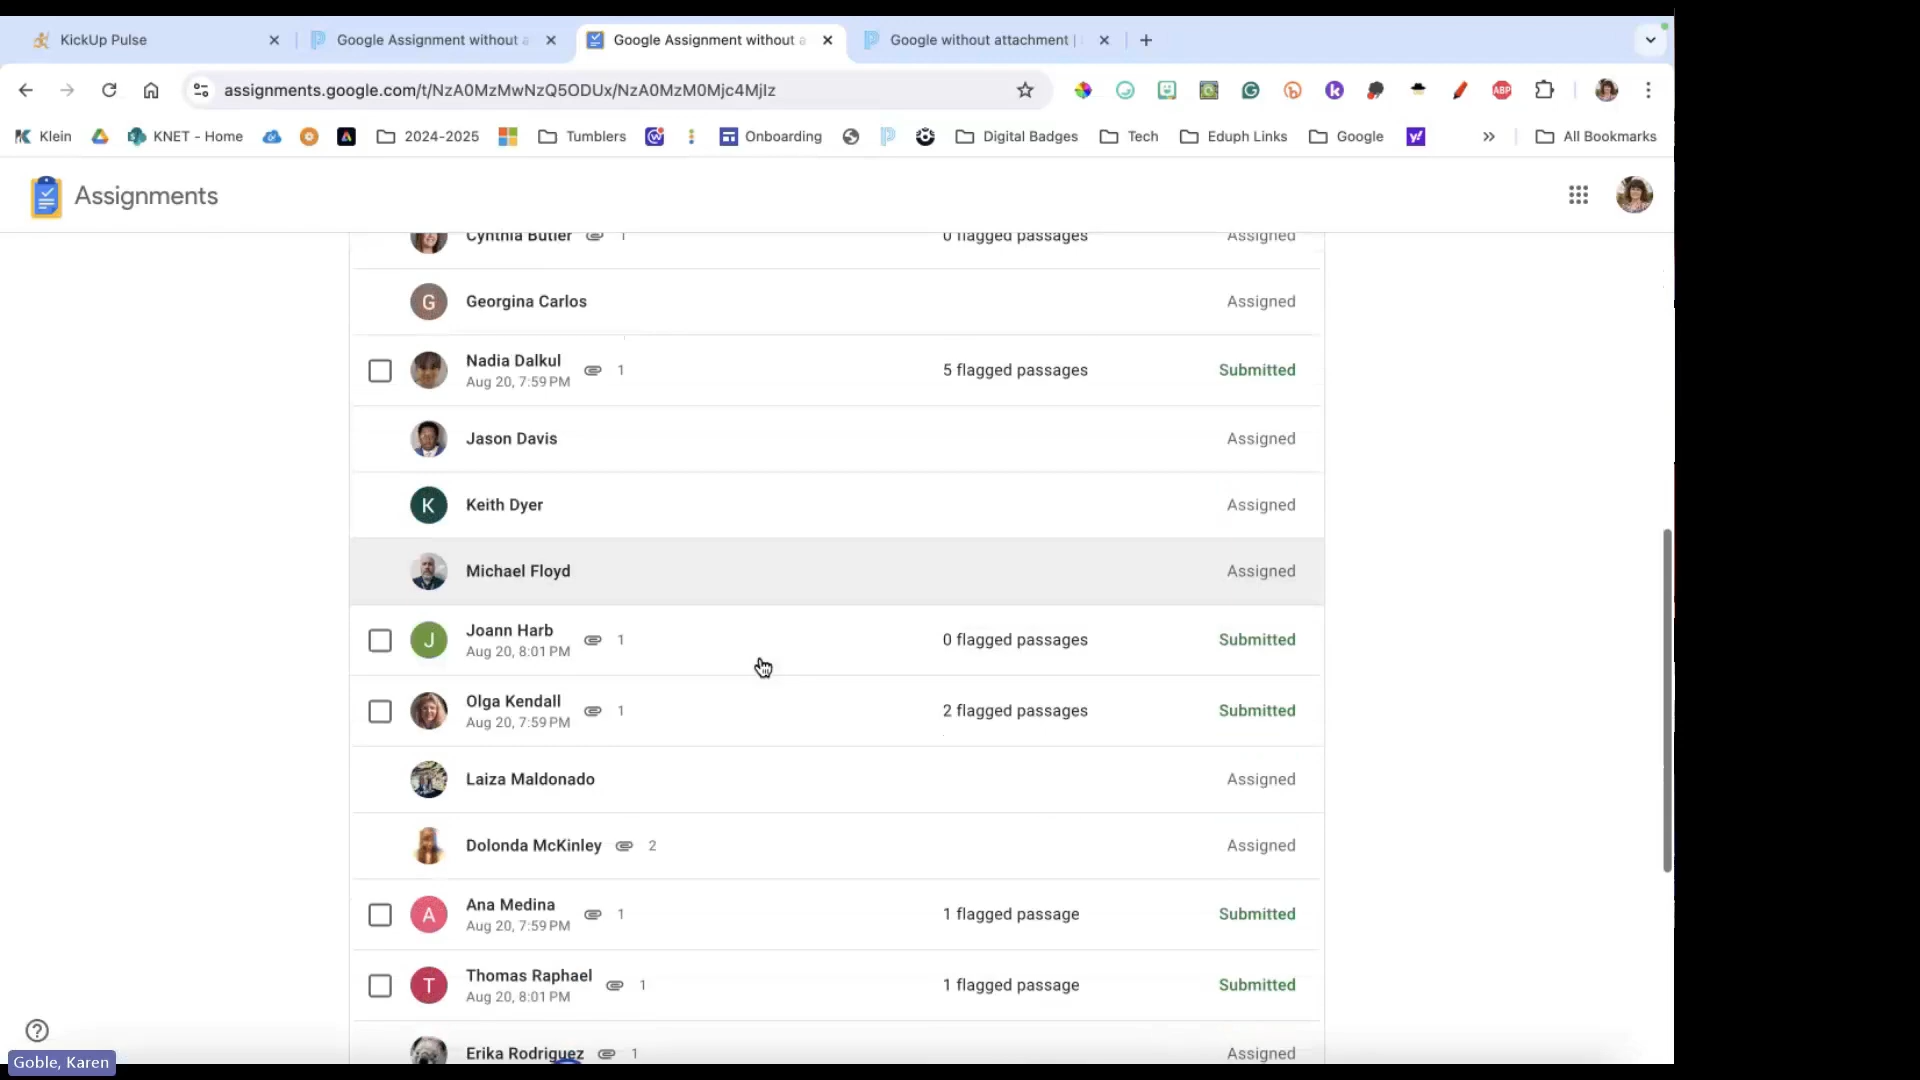 KickUp Pulse
Google Assignment without a
Google Assignment without a
Google without attachment |
assignments.google.com/t/NzA0MzMwNzQ5ODUx/NzA0MzM0Mjc4MjIz
ABP
Klein
KNET - Home
2024-2025
Tumblers
Onboarding
Digital Badges
Tech
Eduph Links
Google
y!
All Bookmarks
Assignments
Cynthia Butler 1 0 flagged passages Assigned
G Georgina Carlos Assigned
Nadia Dalkul 1 5 flagged passages Submitted
Aug 20, 7:59 PM
Jason Davis Assigned
K Keith Dyer Assigned
Michael Floyd Assigned
J Joann Harb 1 0 flagged passages Submitted
Aug 20, 8:01 PM
Olga Kendall 1 2 flagged passages Submitted
Aug 20, 7:59 PM
Laiza Maldonado Assigned
Dolonda McKinley 2 Assigned
A Ana Medina 1 1 flagged passage Submitted
Aug 20, 7:59 PM
T Thomas Raphael 1 1 flagged passage Submitted
Aug 20, 8:01 PM
Erika Rodriguez 1 Assigned
Goble, Karen